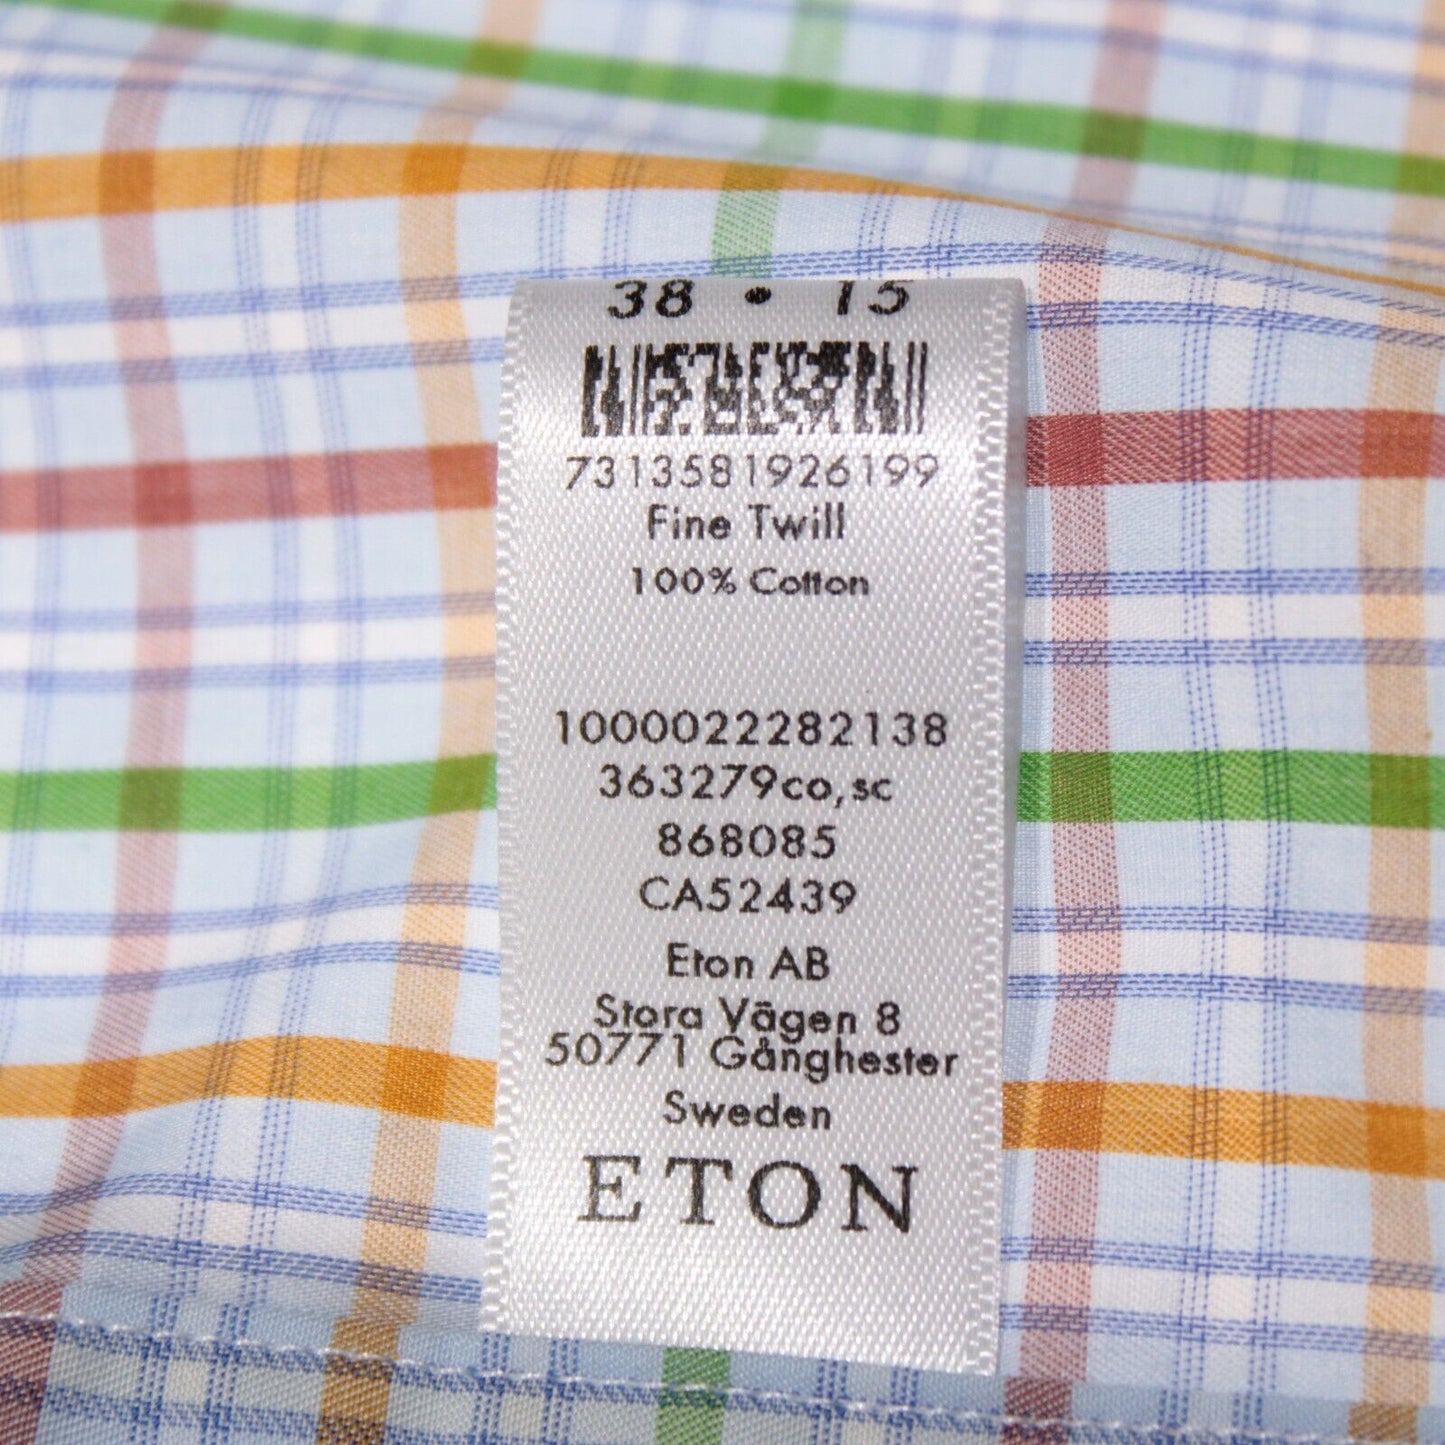 38 • 15
7313581926199
Fine Twill
100% Cotton
1000022282138
363279co,sc
868085
CA52439
Eton AB
Stora Vägen 8
50771 Gånghester
Sweden
ETON